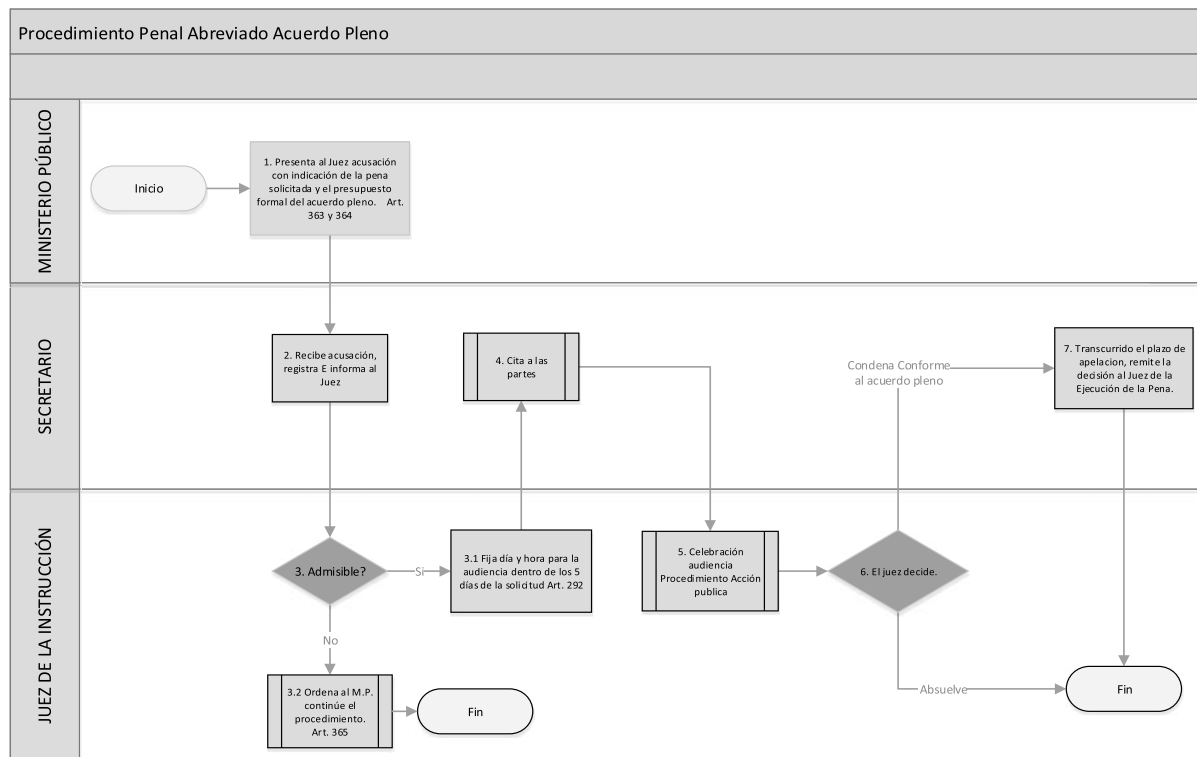 Procedimiento Penal Abreviado Acuerdo Pleno
MINISTERIO PÚBLICO
Inicio
1. Presenta al Juez acusación
con indicación de la pena
solicitada y el presupuesto
formal del acuerdo pleno. Art.
363 y 364
SECRETARIO
2. Recibe acusación,
registra E informa al
Juez
4. Cita a las
partes
Condena Conforme
al acuerdo pleno
7. Transcurrido el plazo de
apelacion, remite la
decisión al Juez de la
Ejecución de la Pena.
JUEZ DE LA INSTRUCCIÓN
3. Admisible?
Si
3.1 Fija día y hora para la
audiencia dentro de los 5
días de la solicitud Art. 292
5. Celebración
audiencia
Procedimiento Acción
publica
6. El juez decide.
No
3.2 Ordena al M.P.
continúe el
procedimiento.
Art. 365
Fin
Absuelve
Fin